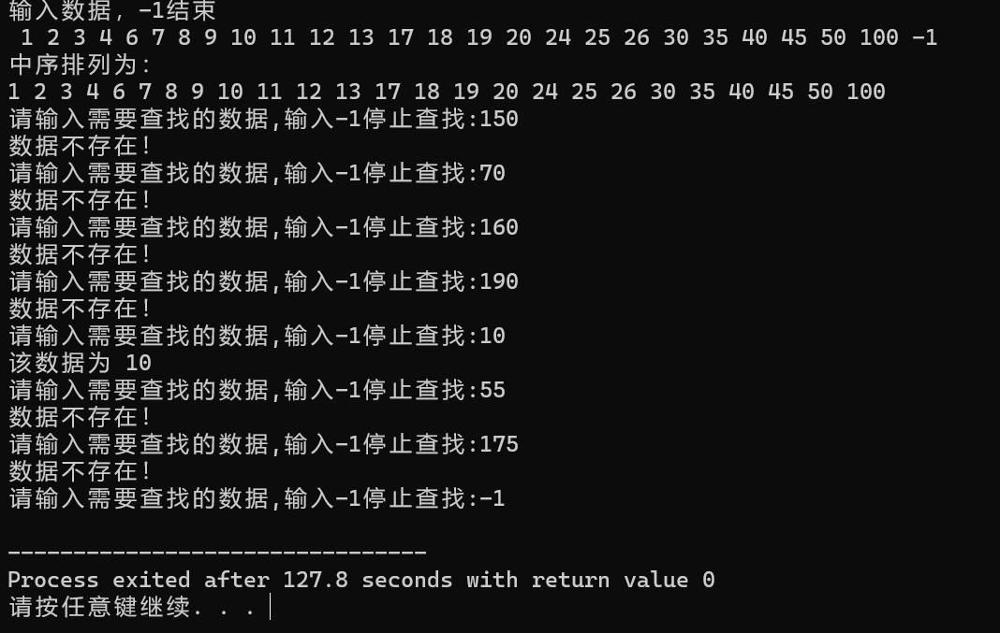 输入数据，-1结束
1 2 3 4 6 7 8 9 10 11 12 13 17 18 19 20 24 25 26 30 35 40 45 50 100 -1
中序排列为：
1 2 3 4 6 7 8 9 10 11 12 13 17 18 19 20 24 25 26 30 35 40 45 50 100
请输入需要查找的数据,输入-1停止查找:150
数据不存在！
请输入需要查找的数据,输入-1停止查找:70
数据不存在！
请输入需要查找的数据,输入-1停止查找:160
数据不存在！
请输入需要查找的数据,输入-1停止查找:190
数据不存在！
请输入需要查找的数据,输入-1停止查找:10
该数据为 10
请输入需要查找的数据,输入-1停止查找:55
数据不存在！
请输入需要查找的数据,输入-1停止查找:175
数据不存在！
请输入需要查找的数据,输入-1停止查找:-1
--------------------------------
Process exited after 127.8 seconds with return value 0
请按任意键继续. . .